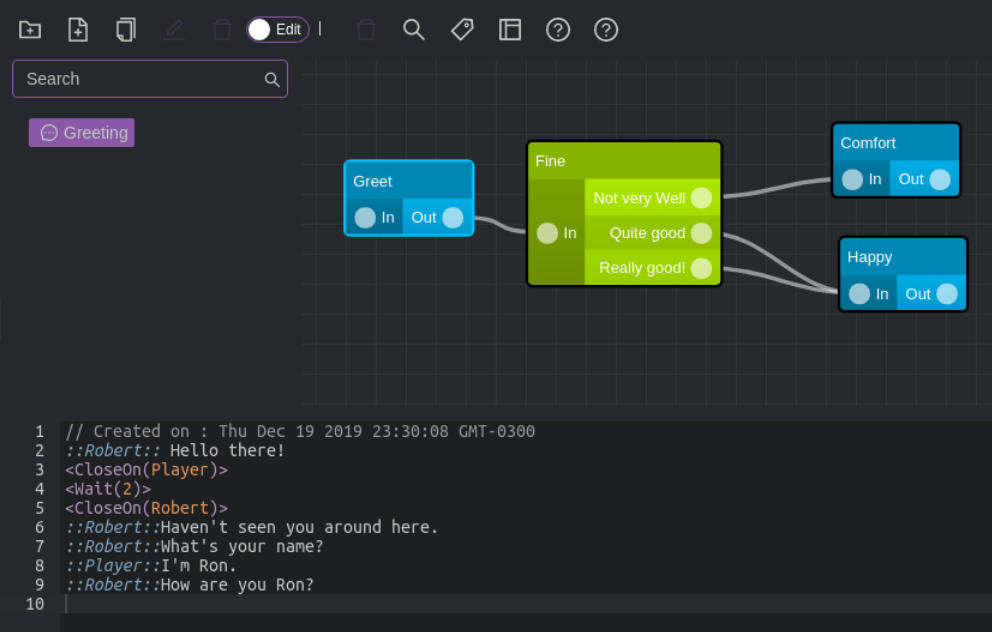 Edit
Search
Greeting
Greet
In Out
Fine
In
Not very Well
Quite good
Really good!
Comfort
In Out
Happy
In Out
1 // Created on : Thu Dec 19 2019 23:30:08 GMT-0300
2 ::Robert:: Hello there!
3 <CloseOn(Player)>
4 <Wait(2)>
5 <CloseOn(Robert)>
6 ::Robert::Haven't seen you around here.
7 ::Robert::What's your name?
8 ::Player::I'm Ron.
9 ::Robert::How are you Ron?
10